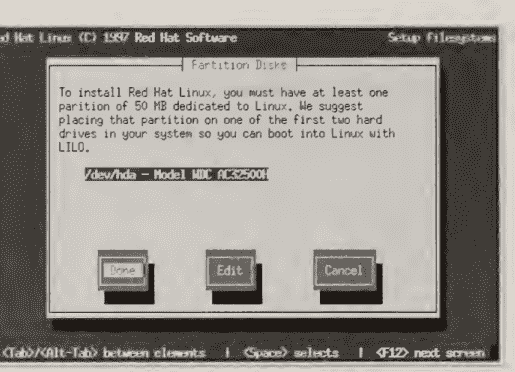 d Hat Linux (C) 1997 Red Hat Software
Setup Filesystems
Partition Disks
To install Red Hat Linux, you must have at least one
partition of 50 MB dedicated to Linux. We suggest
placing that partition on one of the first two hard
drives in your system so you can boot into Linux with
LILO.
/dev/hda - Model WDC AC32500H
Done
Edit
Cancel
<Tab>/<Alt-Tab> between elements | <Space> selects | <F12> next screen